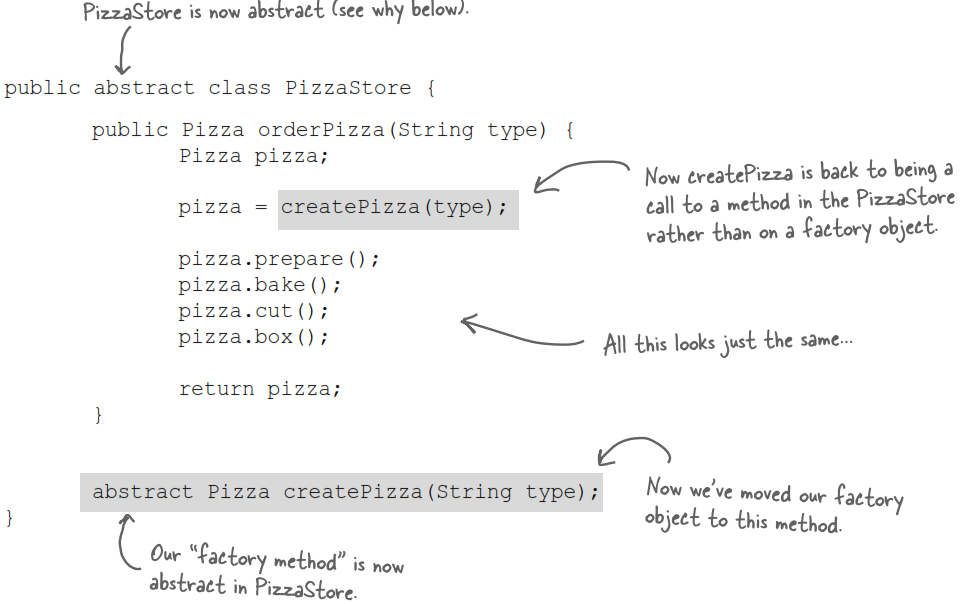 PizzaStore is now abstract (see why below).
public abstract class PizzaStore {
public Pizza orderPizza(String type) {
Pizza pizza;
pizza = createPizza(type);
Now createPizza is back to being a
call to a method in the PizzaStore
rather than on a factory object.
pizza.prepare();
pizza.bake();
pizza.cut();
pizza.box();
All this looks just the same...
return pizza;
}
abstract Pizza createPizza(String type);
Now we've moved our factory
object to this method.
}
Our "factory method" is now
abstract in PizzaStore.